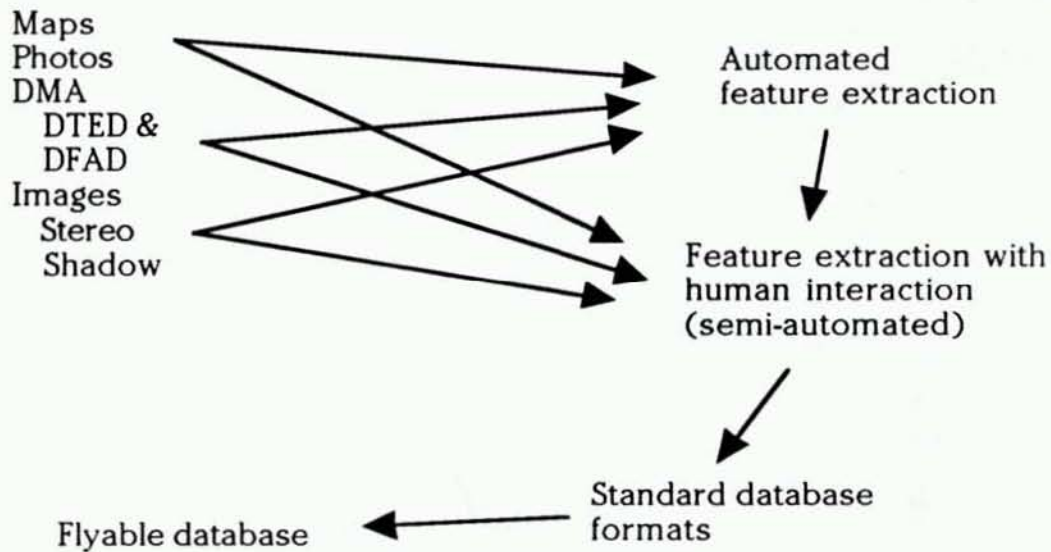 Maps
Photos
DMA
DTED &
DFAD
Images
Stereo
Shadow
Automated
feature extraction
Feature extraction with
human interaction
(semi-automated)
Standard database
formats
Flyable database